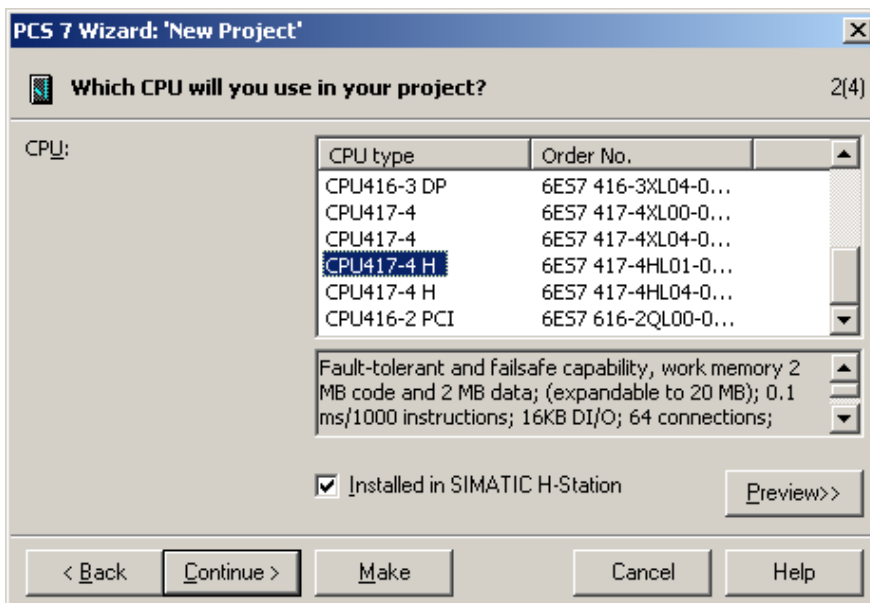 PCS 7 Wizard: 'New Project'
Which CPU will you use in your project? 2(4)
CPU:
CPU type Order No.
CPU416-3 DP 6ES7 416-3XL04-0...
CPU417-4 6ES7 417-4XL00-0...
CPU417-4 6ES7 417-4XL04-0...
CPU417-4 H 6ES7 417-4HL01-0...
CPU417-4 H 6ES7 417-4HL04-0...
CPU416-2 PCI 6ES7 616-2QL00-0...
Fault-tolerant and failsafe capability, work memory 2
MB code and 2 MB data; (expandable to 20 MB); 0.1
ms/1000 instructions; 16KB DI/O; 64 connections;
Installed in SIMATIC H-Station Preview>>
< Back Continue > Make Cancel Help